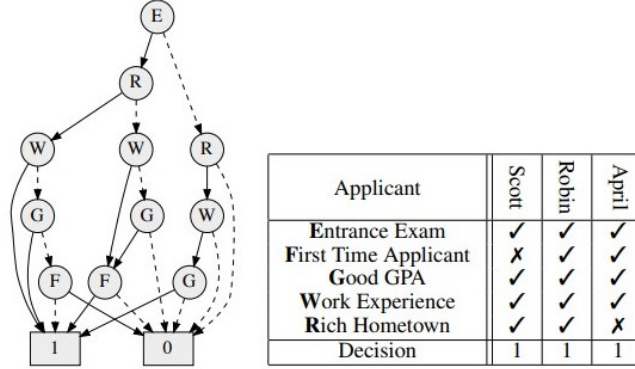 E
R
W W R
G G W
F F G
1 0
Applicant Scott Robin April
Entrance Exam ✓ ✓ ✓
First Time Applicant ✗ ✓ ✓
Good GPA ✓ ✓ ✓
Work Experience ✓ ✓ ✓
Rich Hometown ✓ ✓ ✗
Decision 1 1 1